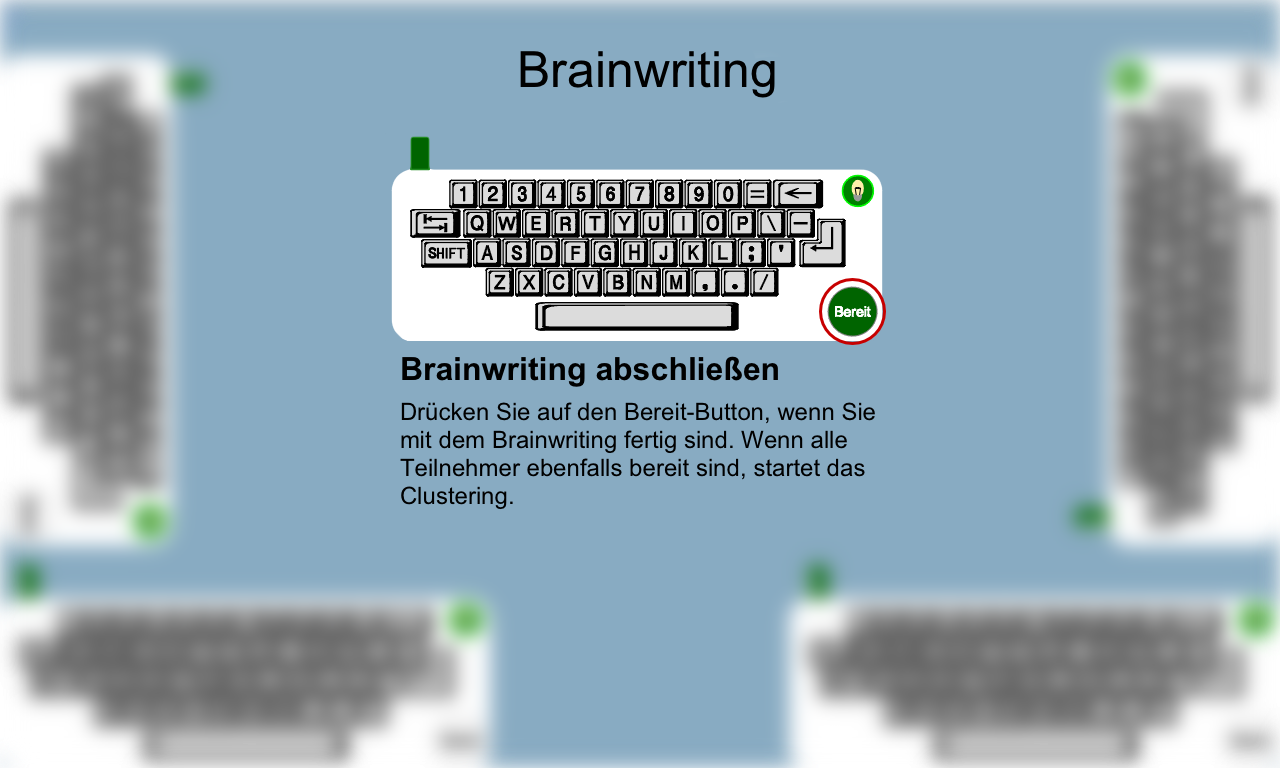 Brainwriting
1 2 3 4 5 6 7 8 9 0 =
Q W E R T Y U I O P \ −
SHIFT A S D F G H J K L ; '
Z X C V B N M , . /
Bereit
Brainwriting abschließen
Drücken Sie auf den Bereit-Button, wenn Sie
mit dem Brainwriting fertig sind. Wenn alle
Teilnehmer ebenfalls bereit sind, startet das
Clustering.